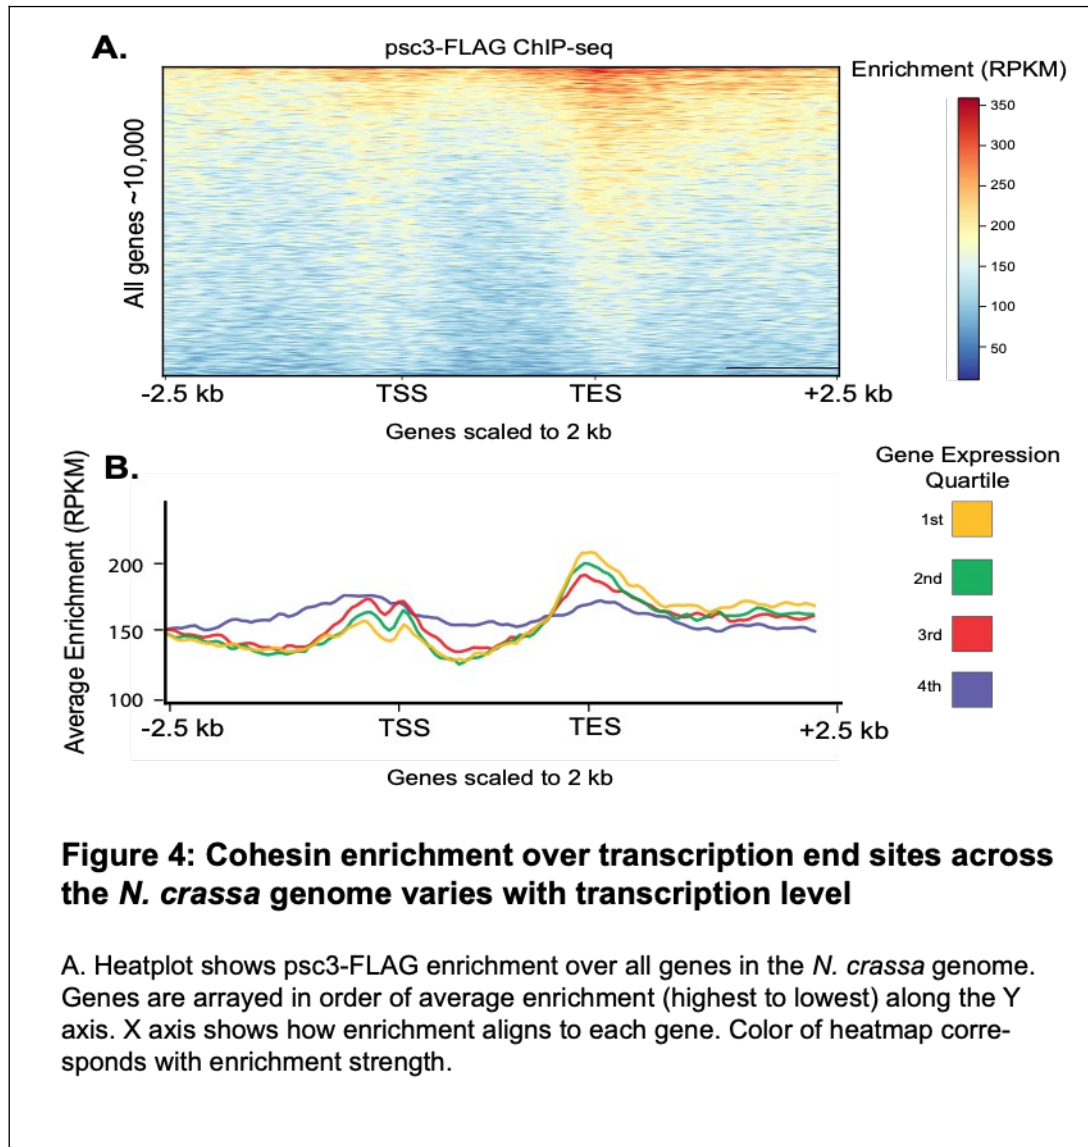 A.
psc3-FLAG ChIP-seq
Enrichment (RPKM)
All genes ~10,000
350
300
250
200
150
100
50
-2.5 kb
TSS
TES
+2.5 kb
Genes scaled to 2 kb
B.
Average Enrichment (RPKM)
200
150
100
-2.5 kb
TSS
TES
+2.5 kb
Genes scaled to 2 kb
Gene Expression
Quartile
1st
2nd
3rd
4th
Figure 4: Cohesin enrichment over transcription end sites across
the N. crassa genome varies with transcription level
A. Heatplot shows psc3-FLAG enrichment over all genes in the N. crassa genome.
Genes are arrayed in order of average enrichment (highest to lowest) along the Y
axis. X axis shows how enrichment aligns to each gene. Color of heatmap corre-
sponds with enrichment strength.